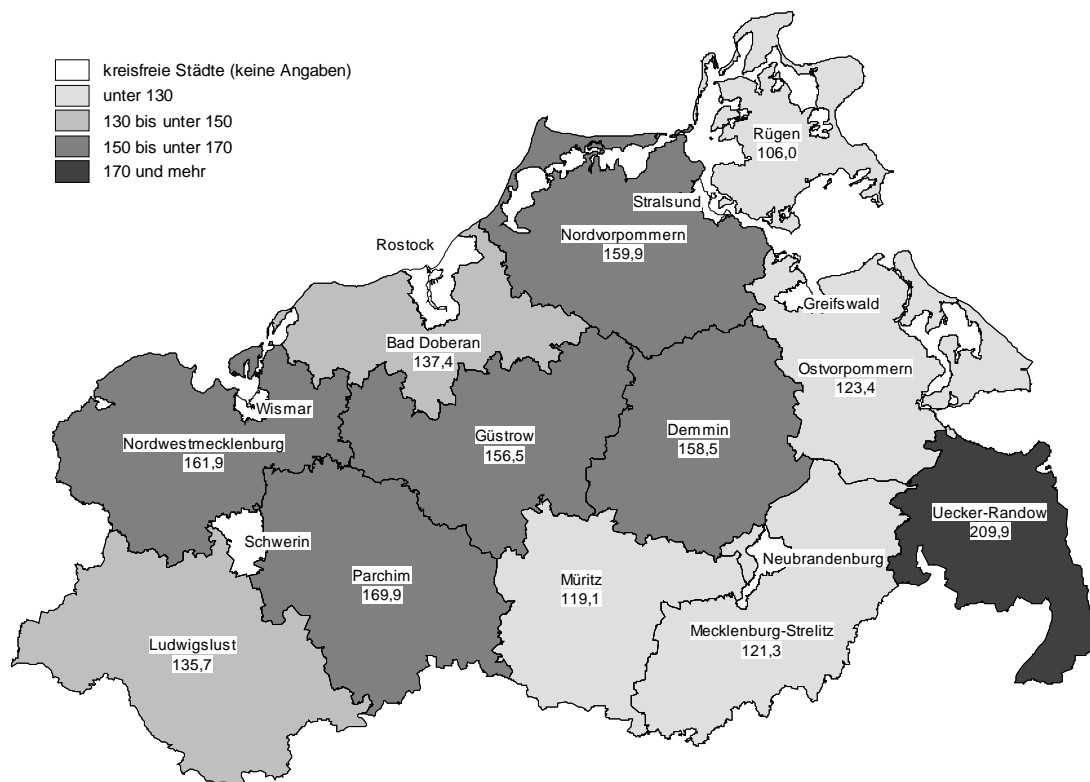 kreisfreie Städte (keine Angaben)
unter 130
130 bis unter 150
150 bis unter 170
170 und mehr
Rügen
106,0
Stralsund
Nordvorpommern
159,9
Rostock
Greifswald
Bad Doberan
137,4
Ostvorpommern
123,4
Wismar
Nordwestmecklenburg
161,9
Güstrow
156,5
Demmin
158,5
Uecker-Randow
209,9
Schwerin
Neubrandenburg
Parchim
169,9
Müritz
119,1
Mecklenburg-Strelitz
121,3
Ludwigslust
135,7